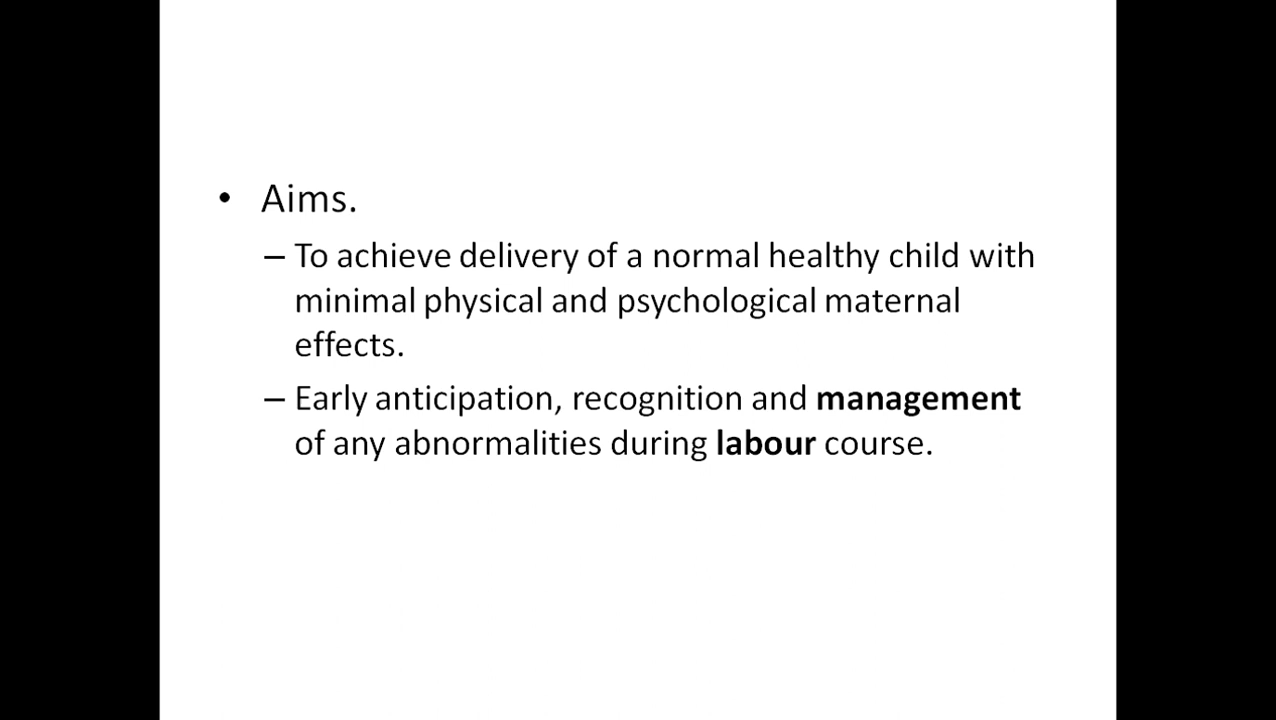 • Aims.
– To achieve delivery of a normal healthy child with
minimal physical and psychological maternal
effects.
– Early anticipation, recognition and management
of any abnormalities during labour course.